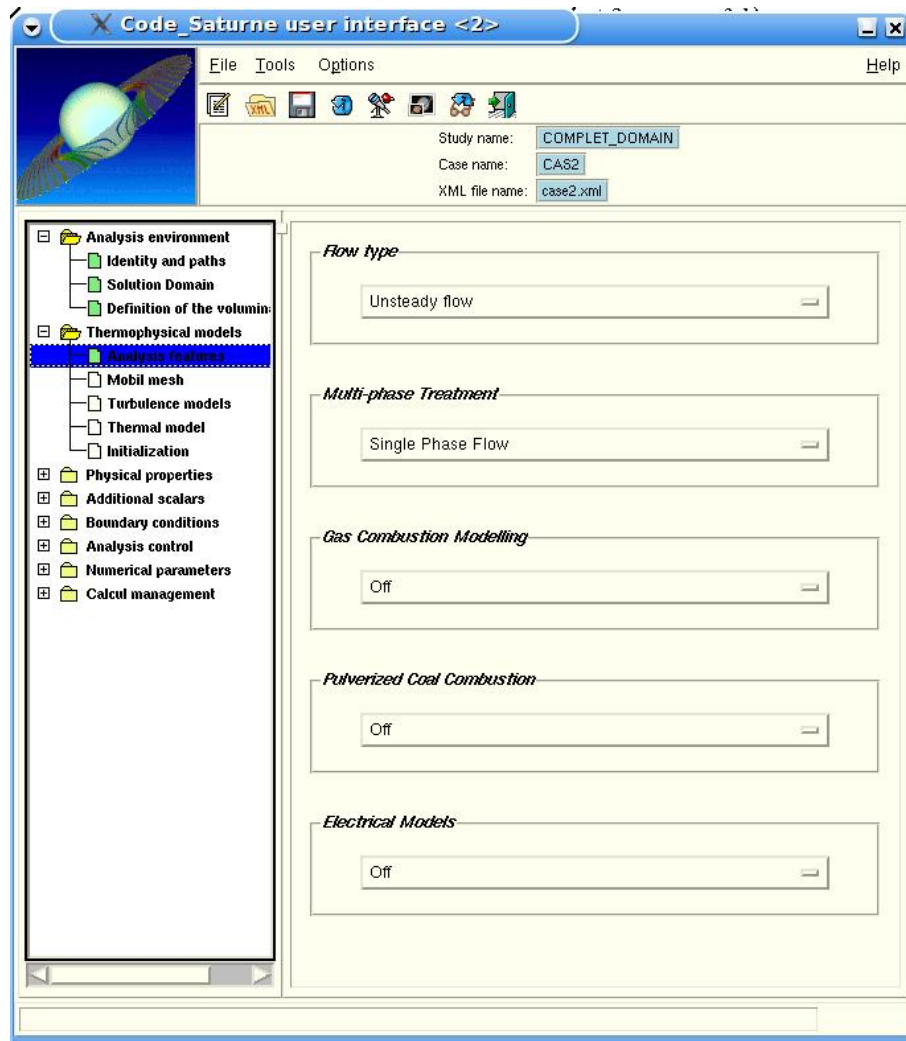 Code_Saturne user interface <2>
File Tools Options Help
Study name: COMPLET_DOMAIN
Case name: CAS2
XML file name: case2.xml
Analysis environment
Identity and paths
Solution Domain
Definition of the volumin
Thermophysical models
Analysis features
Mobil mesh
Turbulence models
Thermal model
Initialization
Physical properties
Additional scalars
Boundary conditions
Analysis control
Numerical parameters
Calcul management
Flow type
Unsteady flow
Multi-phase Treatment
Single Phase Flow
Gas Combustion Modelling
Off
Pulverized Coal Combustion
Off
Electrical Models
Off